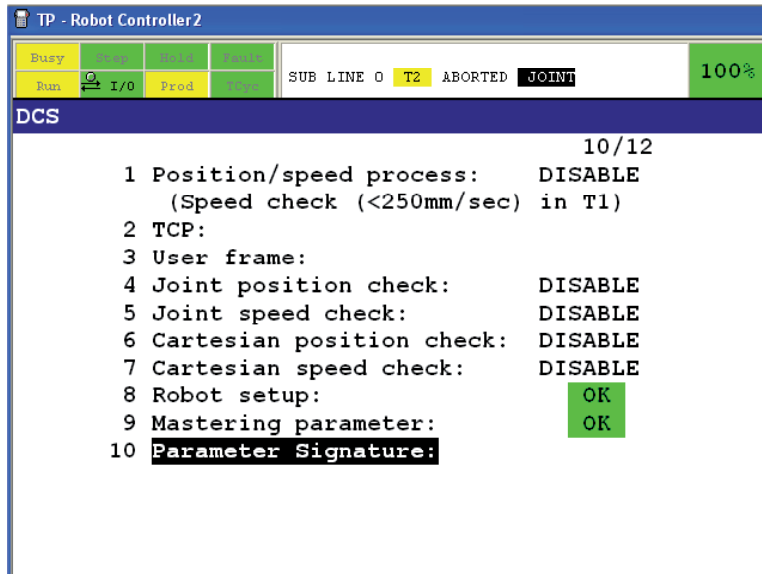 TP - Robot Controller2
Busy Step Hold Fault
Run I/O Prod TCyc
SUB LINE 0 T2 ABORTED JOINT
100%
DCS
10/12
1 Position/speed process: DISABLE
(Speed check (<250mm/sec) in T1)
2 TCP:
3 User frame:
4 Joint position check: DISABLE
5 Joint speed check: DISABLE
6 Cartesian position check: DISABLE
7 Cartesian speed check: DISABLE
8 Robot setup: OK
9 Mastering parameter: OK
10 Parameter Signature: